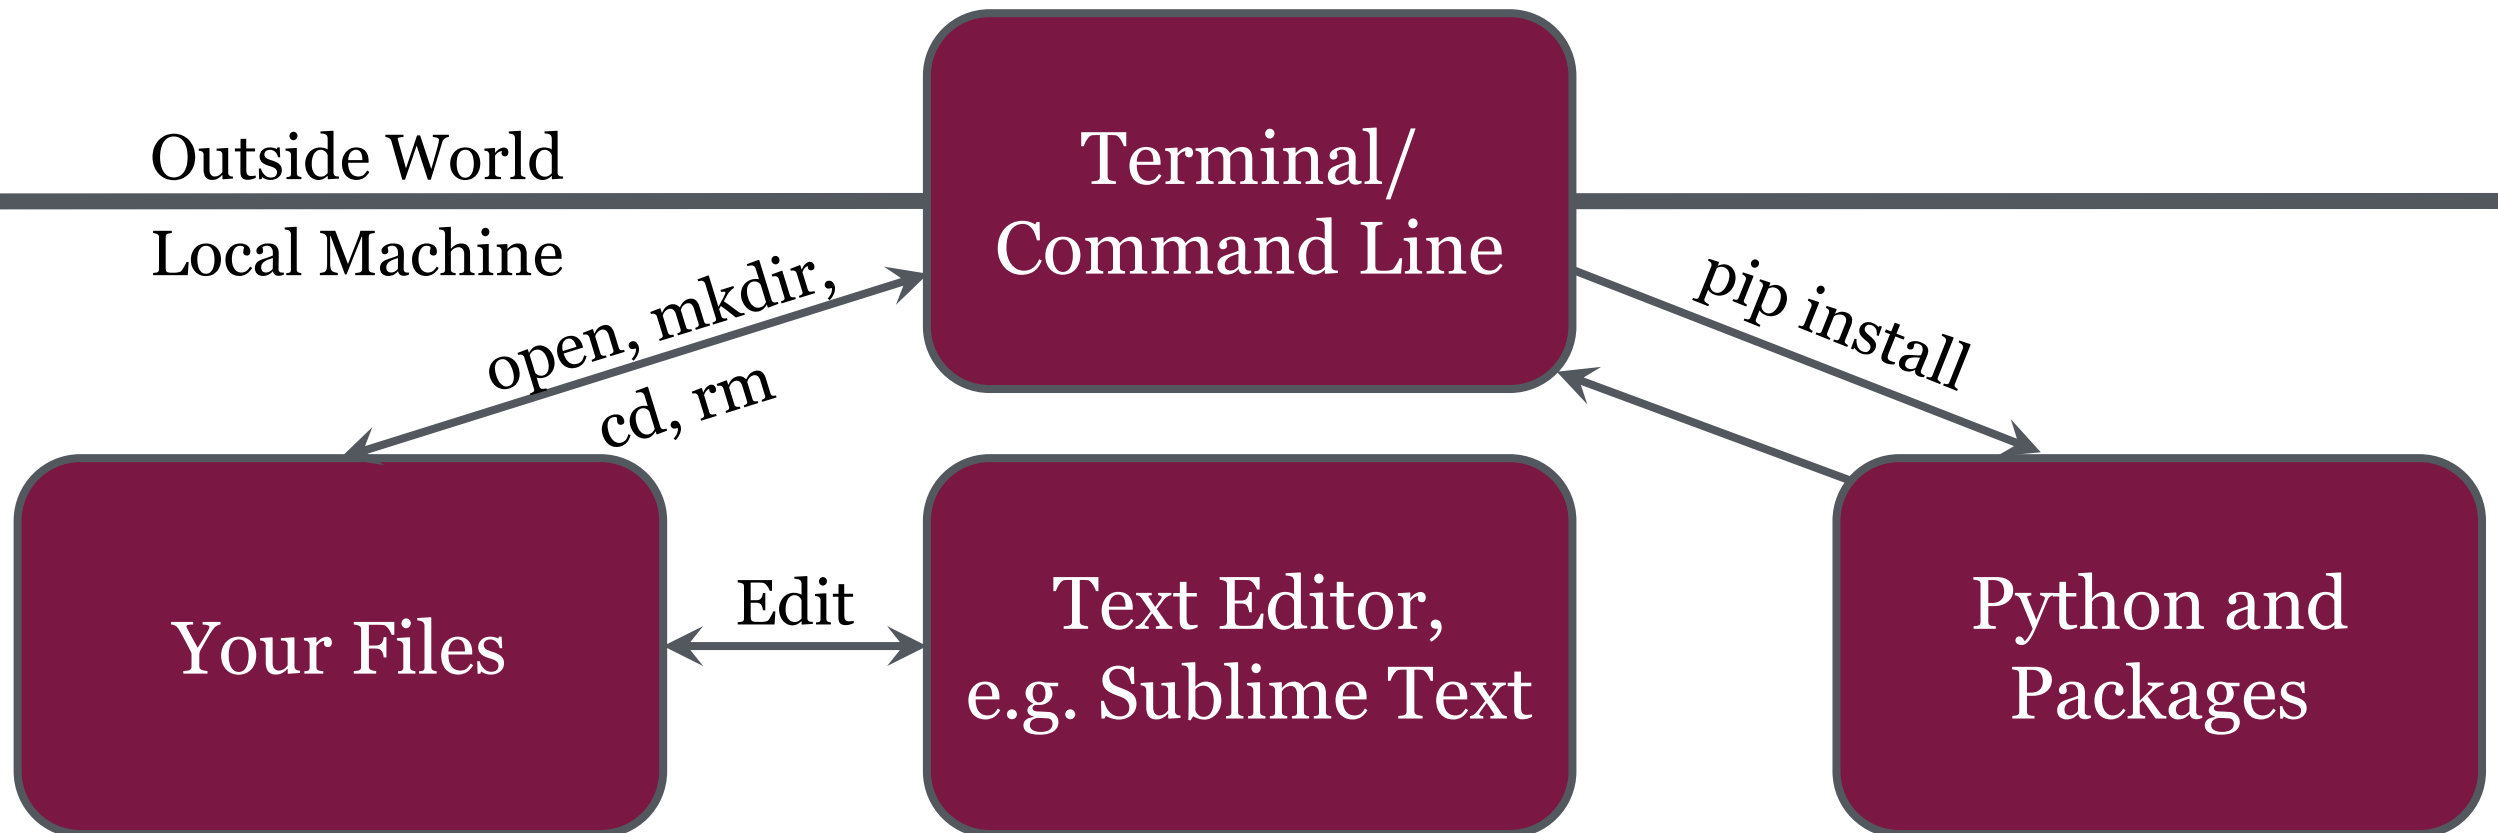 Outside World
Local Machine
Terminal/
Command Line
open, mkdir,
cd, rm
pip install
Your Files
Edit
Text Editor,
e.g. Sublime Text
Python and
Packages